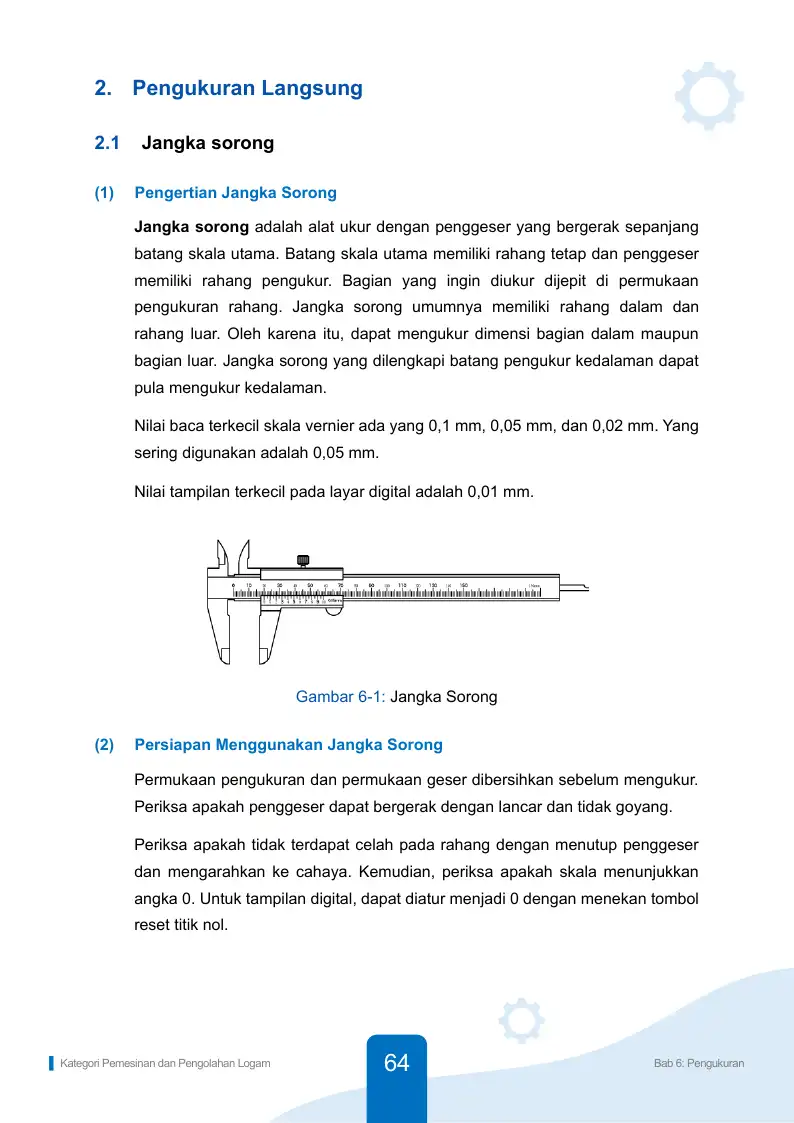 2. Pengukuran Langsung
2.1 Jangka sorong
(1) Pengertian Jangka Sorong
Jangka sorong adalah alat ukur dengan penggeser yang bergerak sepanjang
batang skala utama. Batang skala utama memiliki rahang tetap dan penggeser
memiliki rahang pengukur. Bagian yang ingin diukur dijepit di permukaan
pengukuran rahang. Jangka sorong umumnya memiliki rahang dalam dan
rahang luar. Oleh karena itu, dapat mengukur dimensi bagian dalam maupun
bagian luar. Jangka sorong yang dilengkapi batang pengukur kedalaman dapat
pula mengukur kedalaman.
Nilai baca terkecil skala vernier ada yang 0,1 mm, 0,05 mm, dan 0,02 mm. Yang
sering digunakan adalah 0,05 mm.
Nilai tampilan terkecil pada layar digital adalah 0,01 mm.
0 10 30 50 70 90 110 130 150
Gambar 6-1: Jangka Sorong
(2) Persiapan Menggunakan Jangka Sorong
Permukaan pengukuran dan permukaan geser dibersihkan sebelum mengukur.
Periksa apakah penggeser dapat bergerak dengan lancar dan tidak goyang.
Periksa apakah tidak terdapat celah pada rahang dengan menutup penggeser
dan mengarahkan ke cahaya. Kemudian, periksa apakah skala menunjukkan
angka 0. Untuk tampilan digital, dapat diatur menjadi 0 dengan menekan tombol
reset titik nol.
Kategori Pemesinan dan Pengolahan Logam
64
Bab 6: Pengukuran